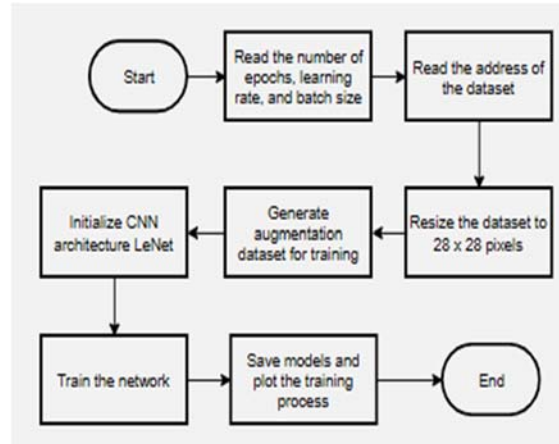 Start
Read the number of
epochs, learning
rate, and batch size
Read the address of
the dataset
Resize the dataset to
28 x 28 pixels
Generate
augmentation
dataset for training
Initialize CNN
architecture LeNet
Train the network
Save models and
plot the training
process
End